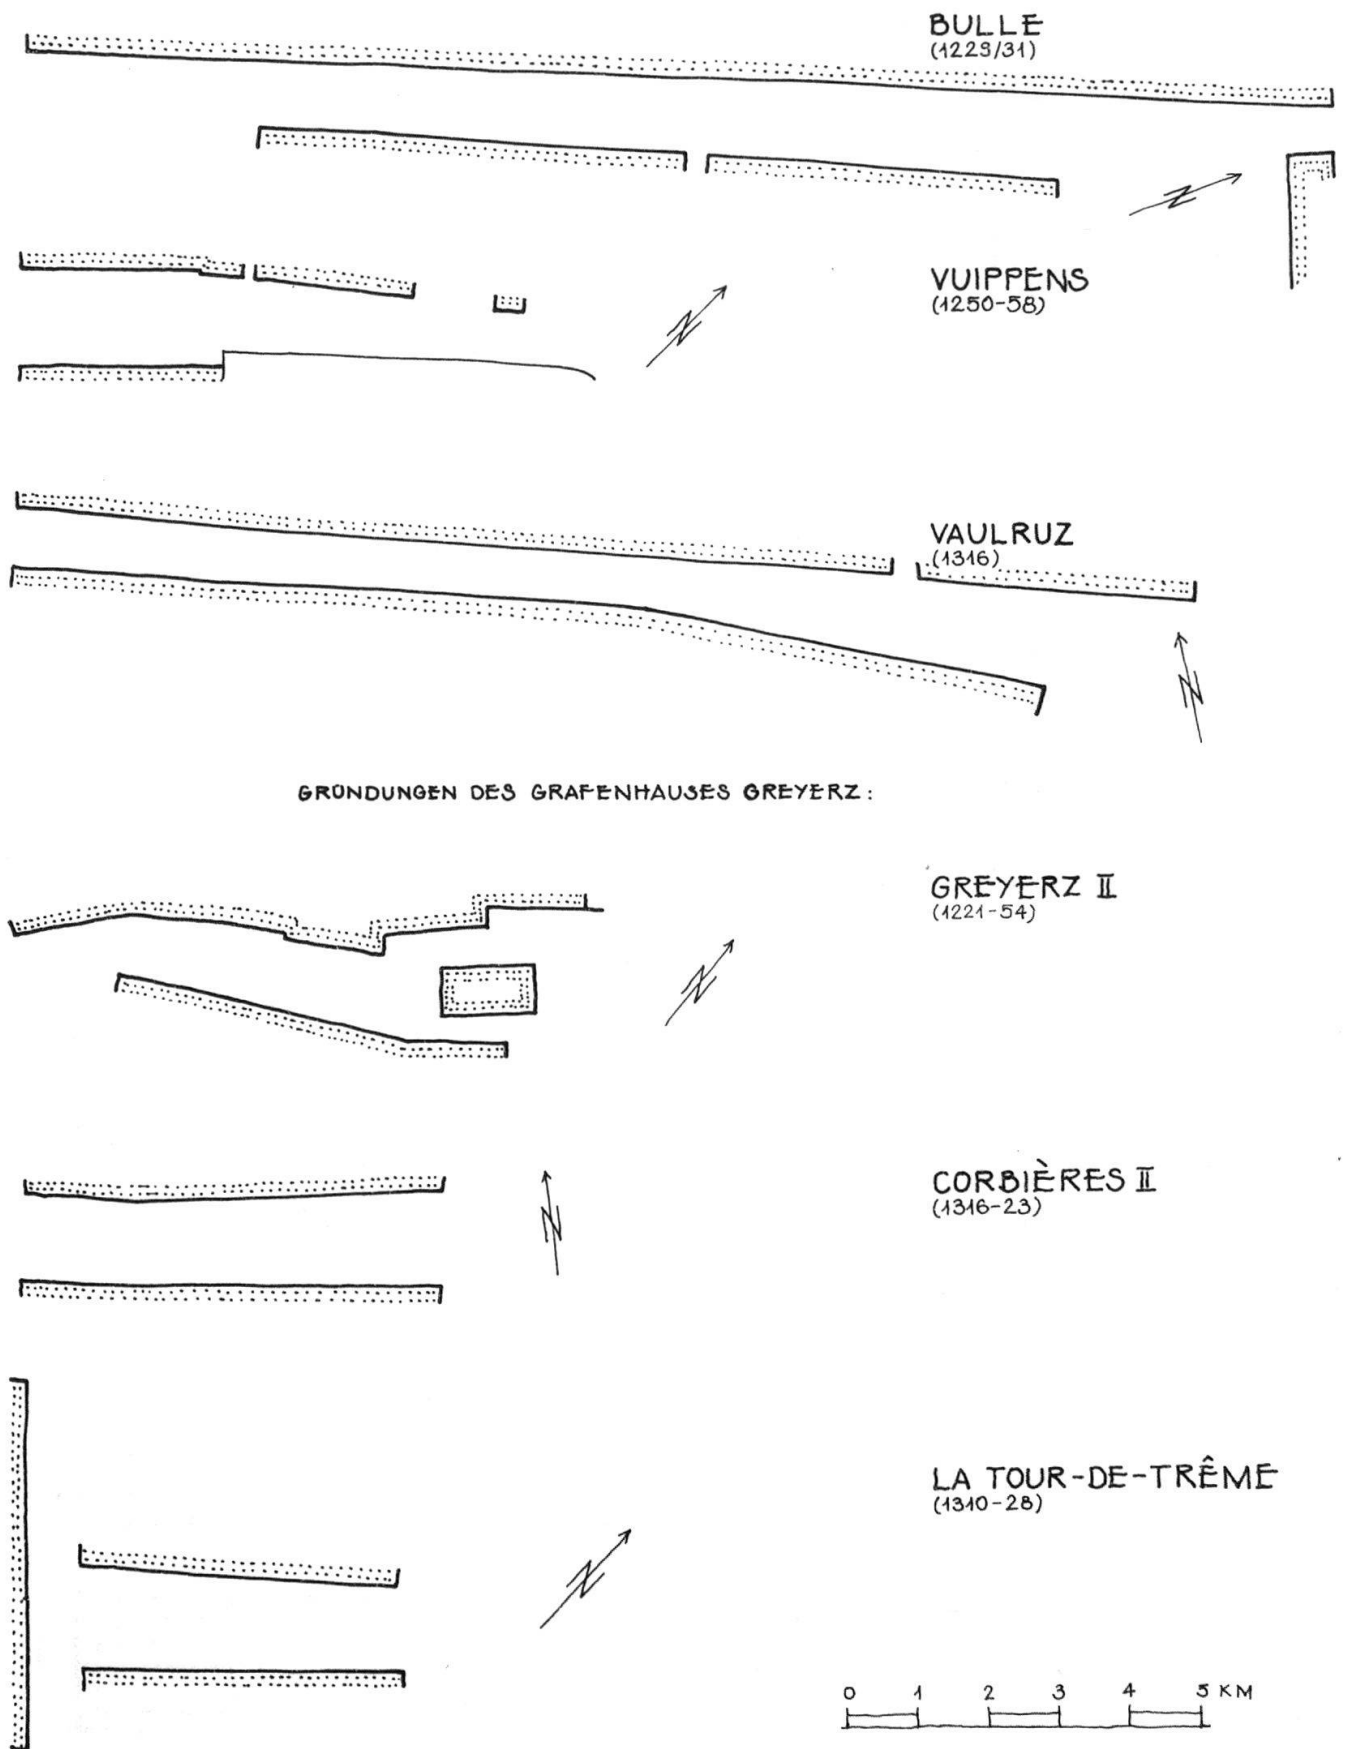 BULLE
(1229/31)
VUIPPENS
(1250-58)
VAULRUZ
(1316)
GRÜNDUNGEN DES GRAFENHAUSES GREYERZ:
GREYERZ II
(1221-54)
CORBIÈRES II
(1316-23)
LA TOUR-DE-TRÊME
(1310-28)
0 1 2 3 4 5 KM